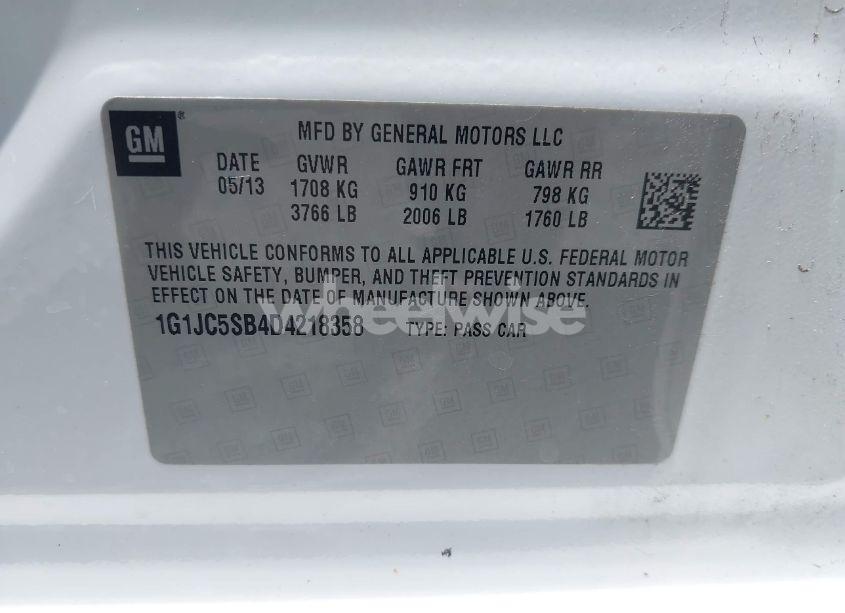 GM®
MFD BY GENERAL MOTORS LLC
DATE GVWR GAWR FRT GAWR RR
05/13 1708 KG 910 KG 798 KG
3766 LB 2006 LB 1760 LB
THIS VEHICLE CONFORMS TO ALL APPLICABLE U.S. FEDERAL MOTOR
VEHICLE SAFETY, BUMPER, AND THEFT PREVENTION STANDARDS IN
EFFECT ON THE DATE OF MANUFACTURE SHOWN ABOVE.
1G1JC5SB4D4218358 TYPE: PASS CAR
wheelwise